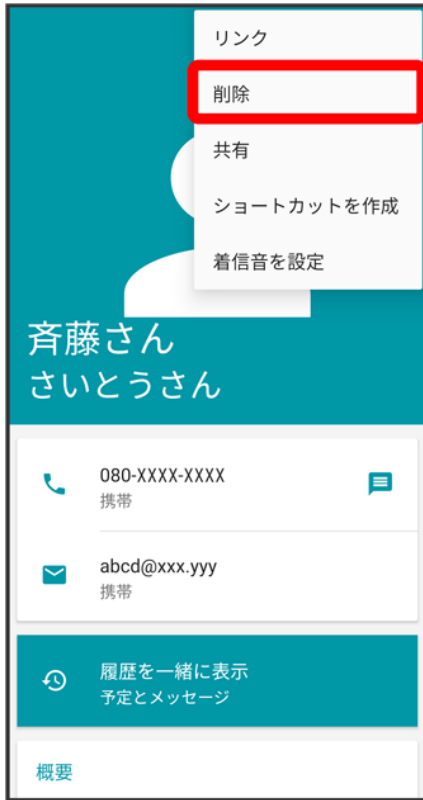 リンク
削除
共有
ショートカットを作成
着信音を設定
斉藤さん
さいとうさん
080-XXXX-XXXX
携帯
abcd@xxx.yyy
携帯
履歴を一緒に表示
予定とメッセージ
概要